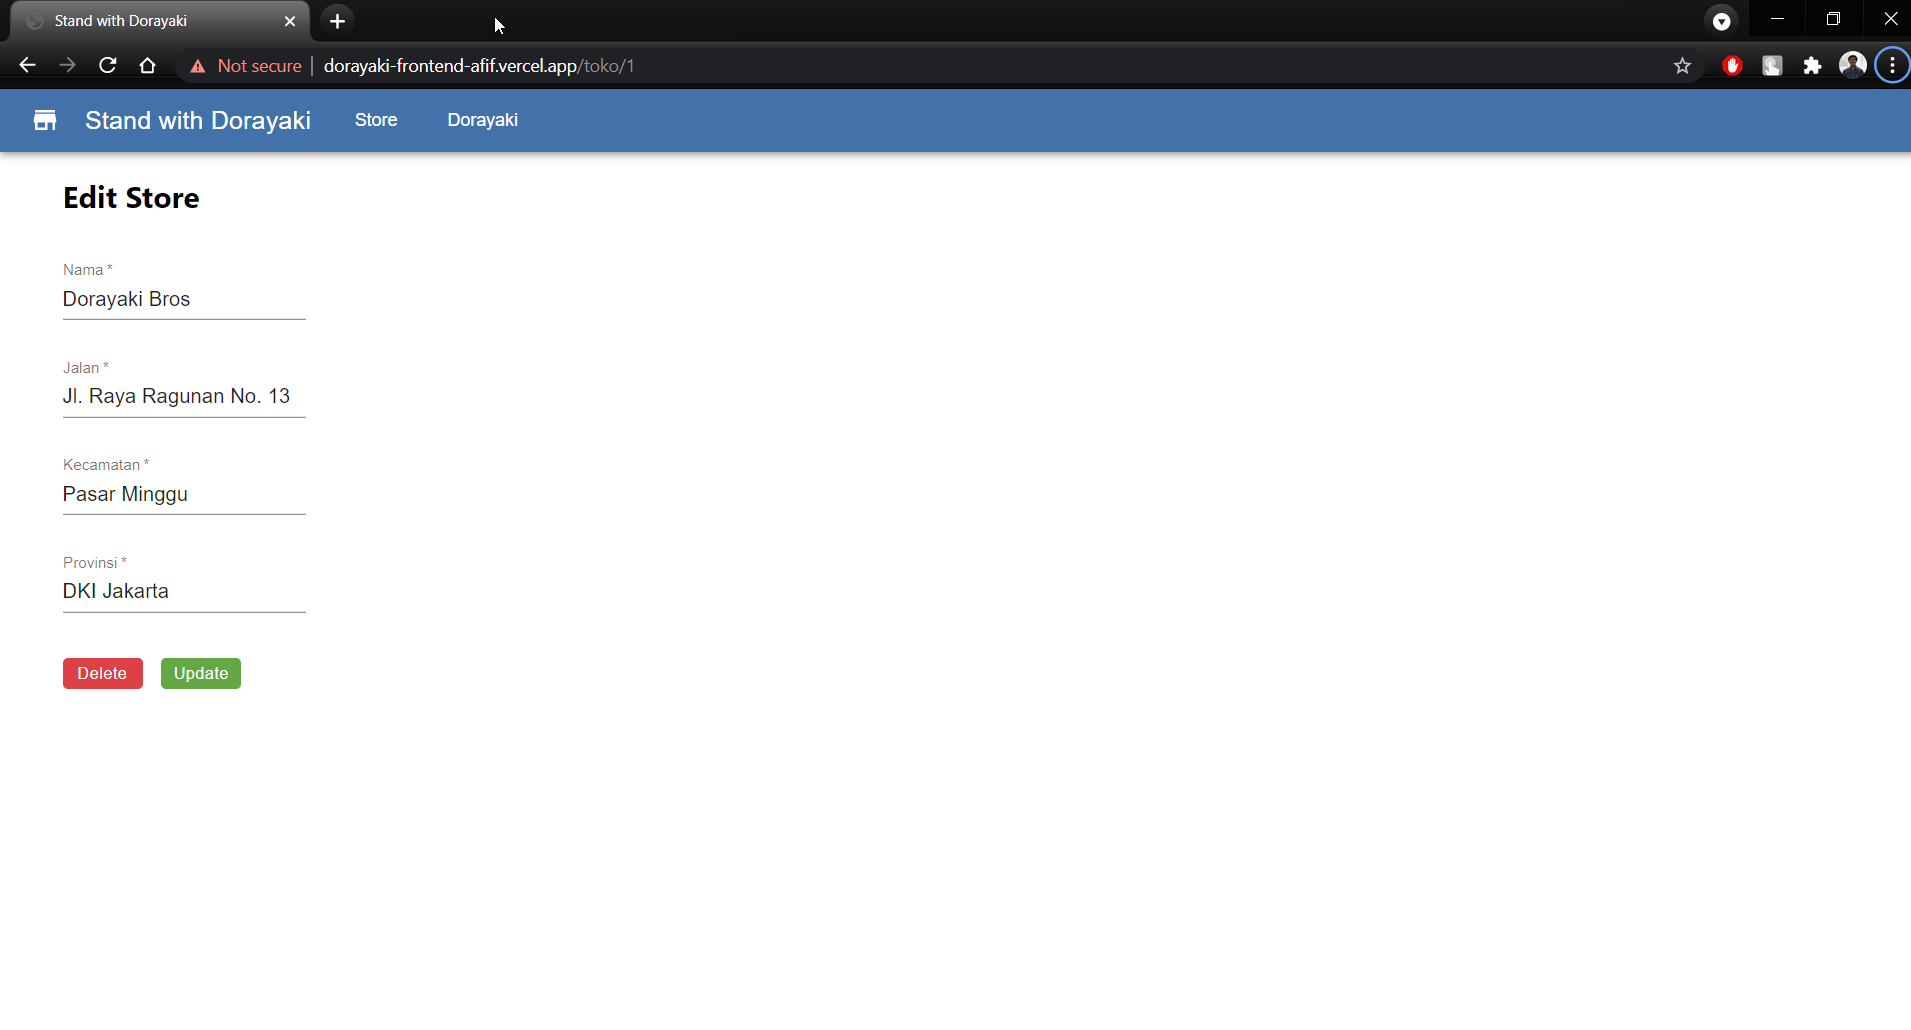 Stand with Dorayaki
Not secure dorayaki-frontend-afif.vercel.app/toko/1
Stand with Dorayaki Store Dorayaki
Edit Store
Nama *
Dorayaki Bros
Jalan *
Jl. Raya Ragunan No. 13
Kecamatan *
Pasar Minggu
Provinsi *
DKI Jakarta
Delete Update